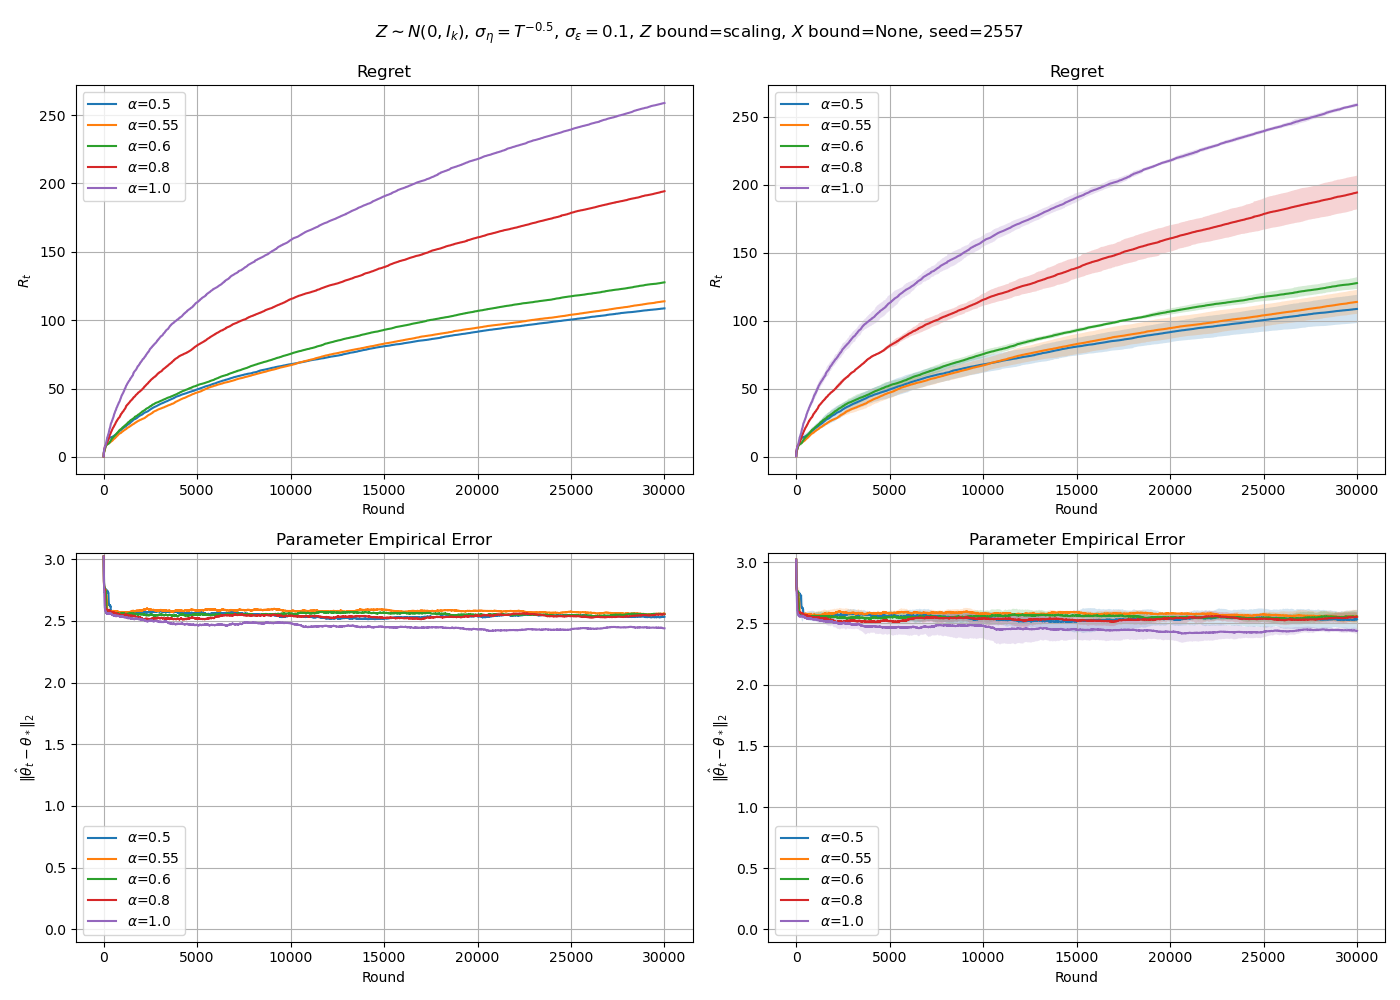 Z ~ N(0, I_k), σ_η = T^{-0.5}, σ_ε = 0.1, Z bound=scaling, X bound=None, seed=2557
Regret
R_t
250
200
150
100
50
0
α=0.5
α=0.55
α=0.6
α=0.8
α=1.0
0 5000 10000 15000 20000 25000 30000
Round
Regret
R_t
250
200
150
100
50
0
α=0.5
α=0.55
α=0.6
α=0.8
α=1.0
0 5000 10000 15000 20000 25000 30000
Round
Parameter Empirical Error
‖θ̂_t − θ_*‖_2
3.0
2.5
2.0
1.5
1.0
0.5
0.0
α=0.5
α=0.55
α=0.6
α=0.8
α=1.0
0 5000 10000 15000 20000 25000 30000
Round
Parameter Empirical Error
‖θ̂_t − θ_*‖_2
3.0
2.5
2.0
1.5
1.0
0.5
0.0
α=0.5
α=0.55
α=0.6
α=0.8
α=1.0
0 5000 10000 15000 20000 25000 30000
Round